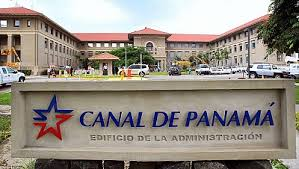 CANAL DE PANAMÁ
EDIFICIO DE LA ADMINISTRACIÓN